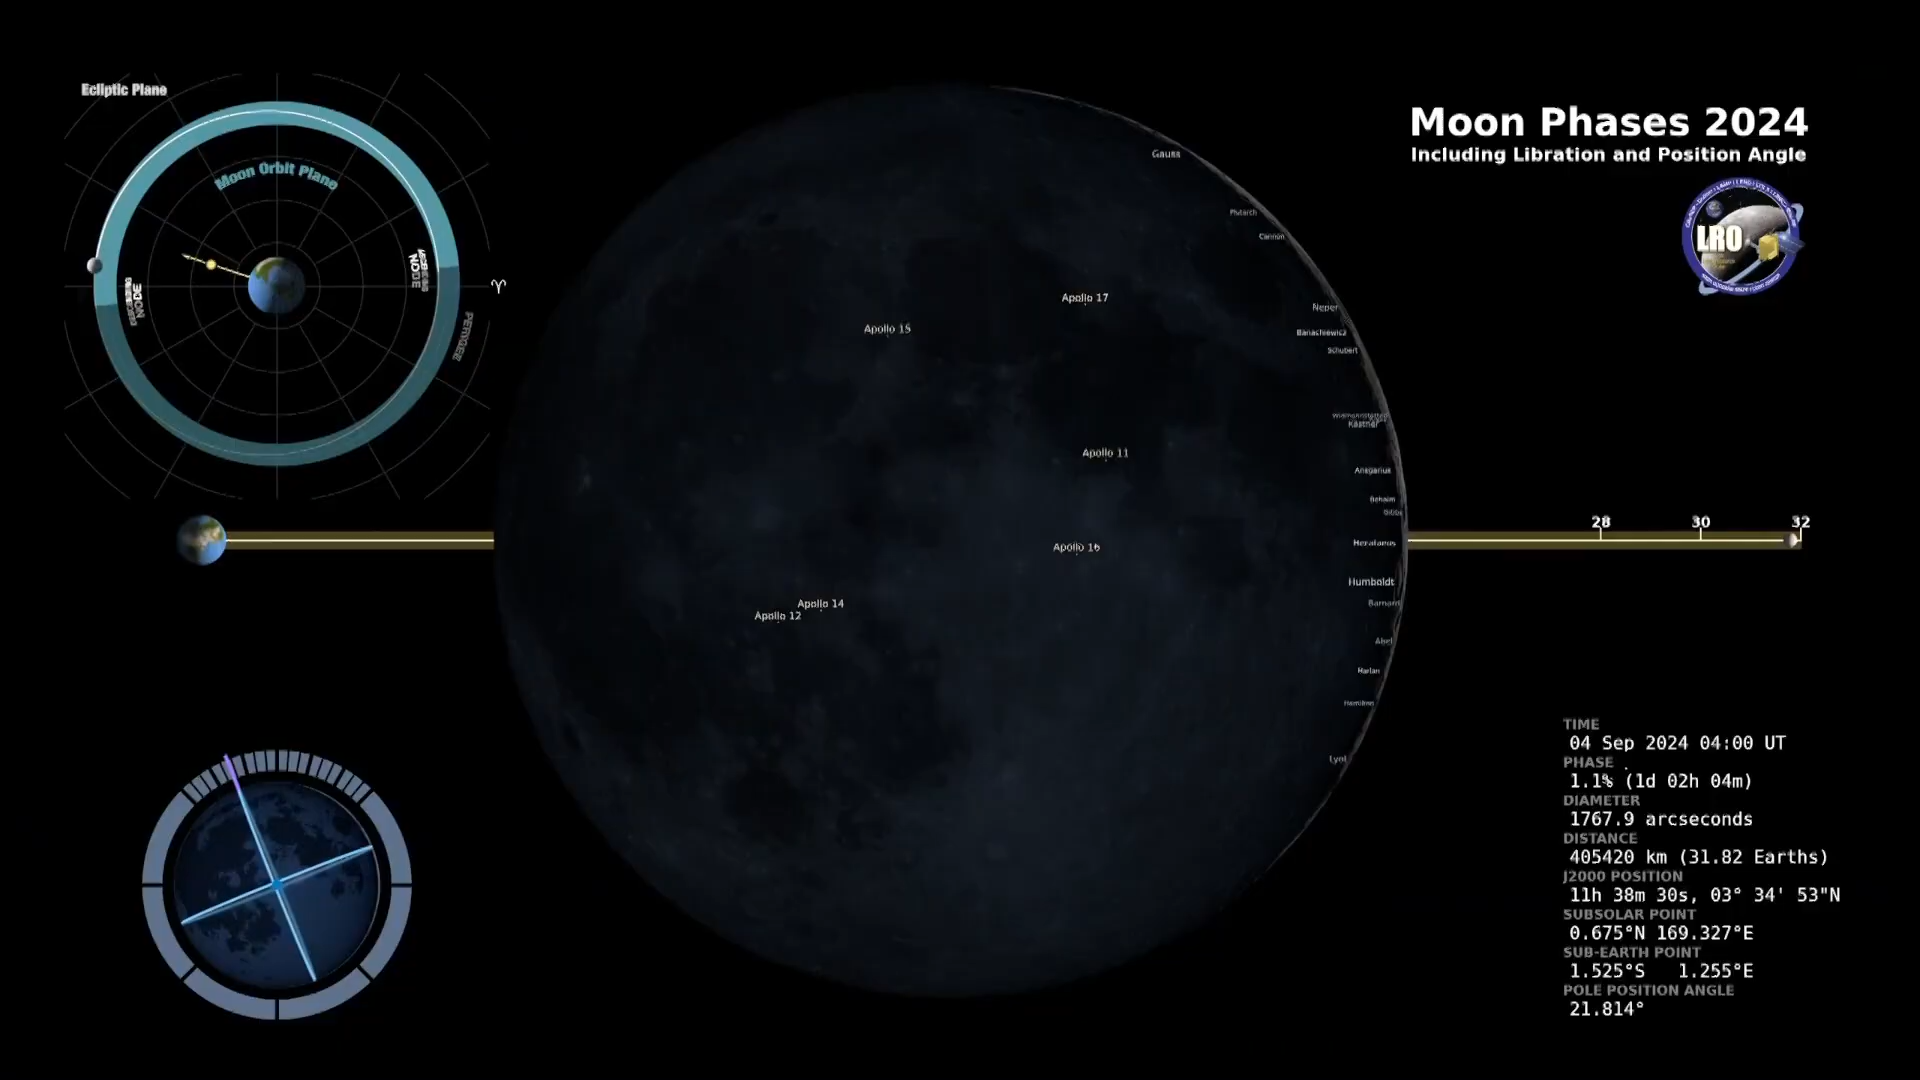 Ecliptic Plane
Moon Orbit Plane
NODE
NODE
PERIGEE
♈
Moon Phases 2024
Including Libration and Position Angle
LRO
Gauss
Plutarch
Cannon
Apollo 17
Neper
Apollo 15
Banachiewicz
Schubert
Kästner
Apollo 11
Ansgarius
Behaim
Gibbs
28 30 32
Hecataeus
Apollo 16
Humboldt
Barnard
Apollo 14
Apollo 12
Abel
Marlan
Hamilton
Lyot
TIME
04 Sep 2024 04:00 UT
PHASE
1.1% (1d 02h 04m)
DIAMETER
1767.9 arcseconds
DISTANCE
405420 km (31.82 Earths)
J2000 POSITION
11h 38m 30s, 03° 34' 53"N
SUBSOLAR POINT
0.675°N 169.327°E
SUB-EARTH POINT
1.525°S 1.255°E
POLE POSITION ANGLE
21.814°